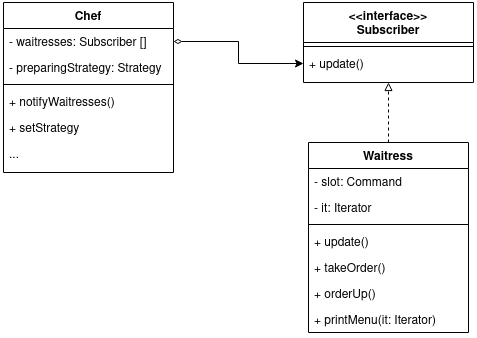 Chef
- waitresses: Subscriber []
- preparingStrategy: Strategy
+ notifyWaitresses()
+ setStrategy
...
<<interface>>
Subscriber
+ update()
Waitress
- slot: Command
- it: Iterator
+ update()
+ takeOrder()
+ orderUp()
+ printMenu(it: Iterator)